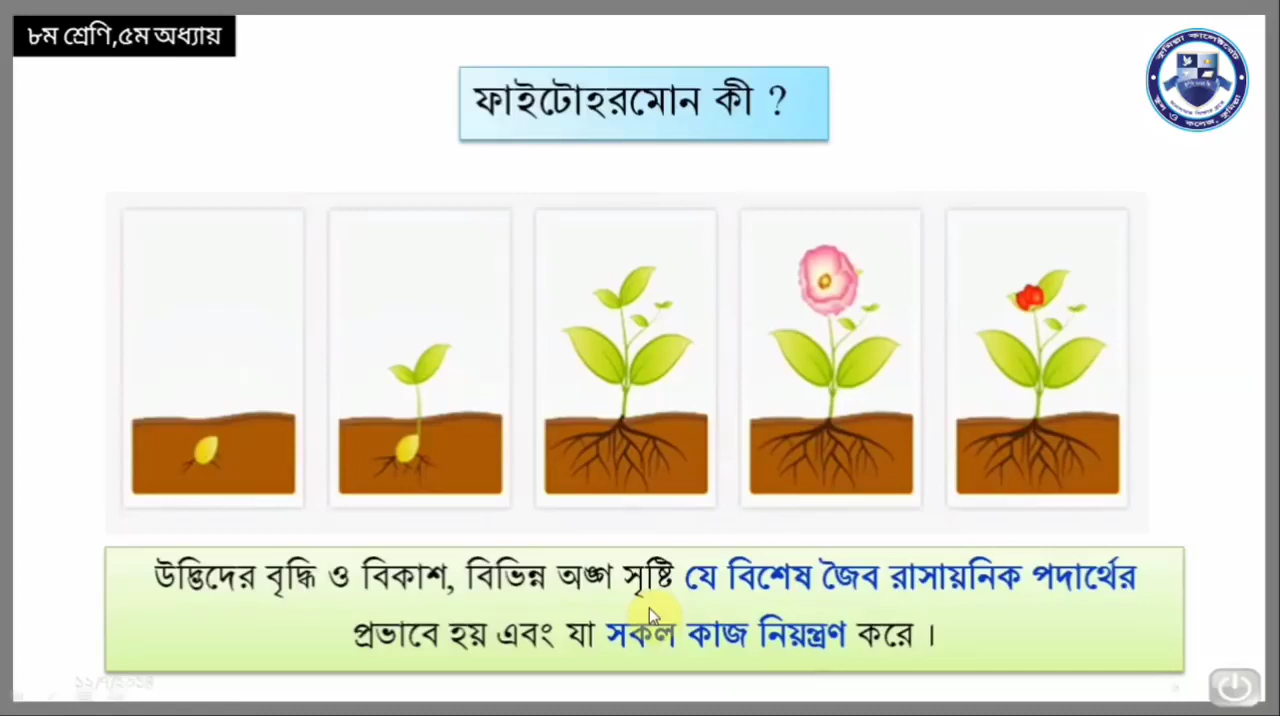 ৮ম শ্রেণি,৫ম অধ্যায়
ফাইটোহরমোন কী ?
উদ্ভিদের বৃদ্ধি ও বিকাশ, বিভিন্ন অঙ্গ সৃষ্টি যে বিশেষ জৈব রাসায়নিক পদার্থের
প্রভাবে হয় এবং যা সকল কাজ নিয়ন্ত্রণ করে ।